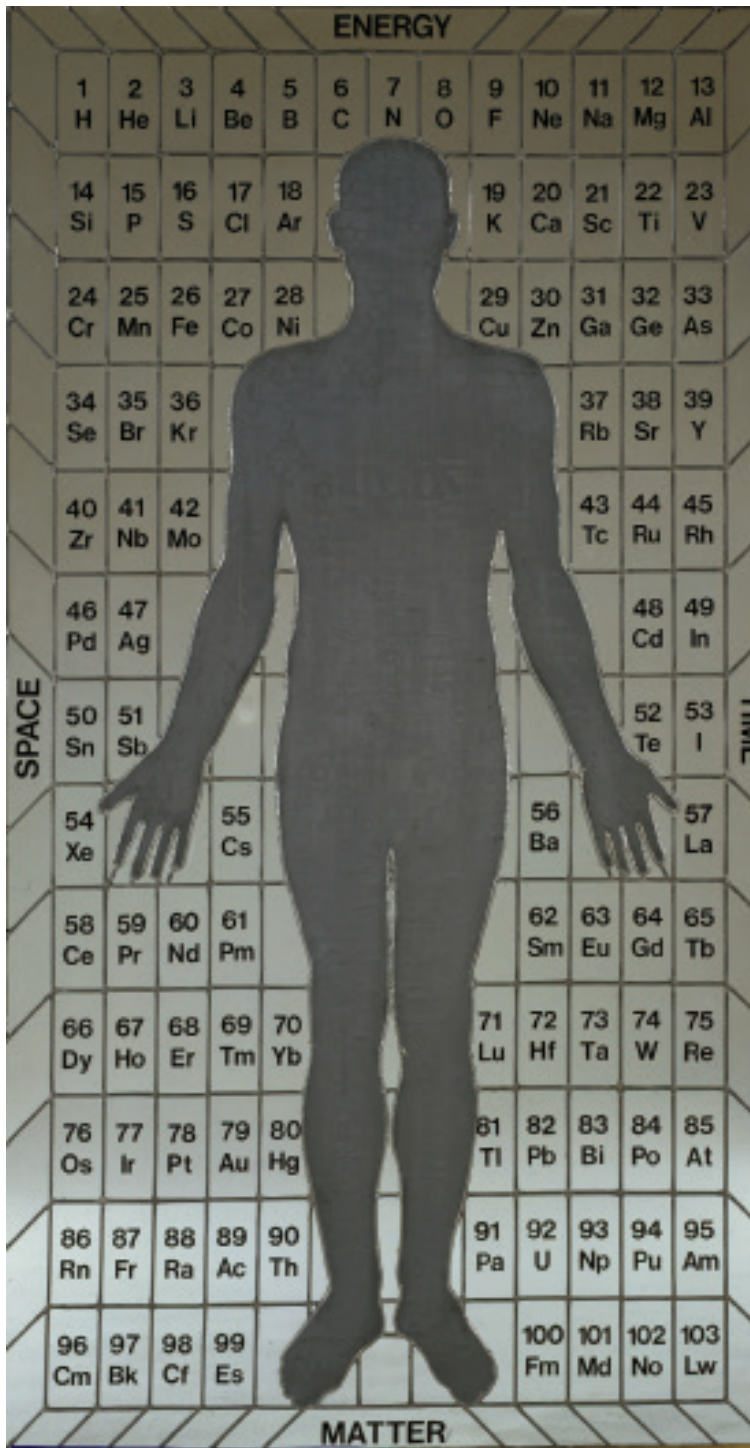 ENERGY
1 2 3 4 5 6 7 8 9 10 11 12 13
H He Li Be B C N O F Ne Na Mg Al
14 15 16 17 18 19 20 21 22 23
Si P S Cl Ar K Ca Sc Ti V
24 25 26 27 28 29 30 31 32 33
Cr Mn Fe Co Ni Cu Zn Ga Ge As
34 35 36 37 38 39
Se Br Kr Rb Sr Y
40 41 42 43 44 45
Zr Nb Mo Tc Ru Rh
46 47 48 49
Pd Ag Cd In
SPACE
TIME
50 51 52 53
Sn Sb Te I
54 55 56 57
Xe Cs Ba La
58 59 60 61 62 63 64 65
Ce Pr Nd Pm Sm Eu Gd Tb
66 67 68 69 70 71 72 73 74 75
Dy Ho Er Tm Yb Lu Hf Ta W Re
76 77 78 79 80 81 82 83 84 85
Os Ir Pt Au Hg Tl Pb Bi Po At
86 87 88 89 90 91 92 93 94 95
Rn Fr Ra Ac Th Pa U Np Pu Am
96 97 98 99 100 101 102 103
Cm Bk Cf Es Fm Md No Lw
MATTER